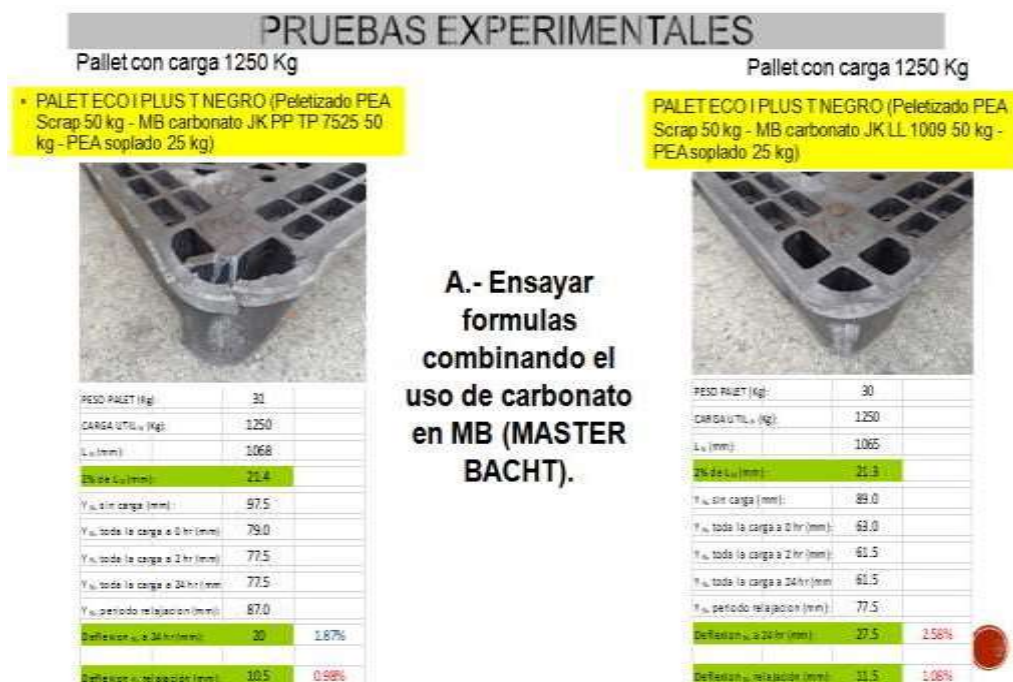 PRUEBAS EXPERIMENTALES
Pallet con carga 1250 Kg
• PALET ECO I PLUS T NEGRO (Peletizado PEA
Scrap 50 kg - MB carbonato JK PP TP 7525 50
kg - PEA soplado 25 kg)
PESO PALET (Kg): 31
CARGA UTIL (Kg): 1250
L (mm): 1068
2% de L (mm): 21.4
Y sin carga (mm): 97.5
Y toda la carga a 0 hr (mm) 79.0
Y toda la carga a 2 hr (mm) 77.5
Y toda la carga a 24 hr (mm 77.5
Y periodo relajacion (mm): 87.0
Deflexion a 24 hr (mm): 20 1.87%
Deflexion relajación (mm): 10.5 0.98%
A.- Ensayar
formulas
combinando el
uso de carbonato
en MB (MASTER
BACHT).
Pallet con carga 1250 Kg
PALET ECO I PLUS T NEGRO (Peletizado PEA
Scrap 50 kg - MB carbonato JK LL 1009 50 kg -
PEA soplado 25 kg)
PESO PALET (Kg): 30
CARGA UTIL (Kg): 1250
L (mm): 1065
2% de L (mm): 21.3
Y sin carga (mm): 89.0
Y toda la carga a 0 hr (mm): 63.0
Y toda la carga a 2 hr (mm): 61.5
Y toda la carga a 24 hr (mm 61.5
Y periodo relajacion (mm): 77.5
Deflexion a 24 hr (mm): 27.5 2.58%
Deflexion relajación (mm): 11.5 1.08%